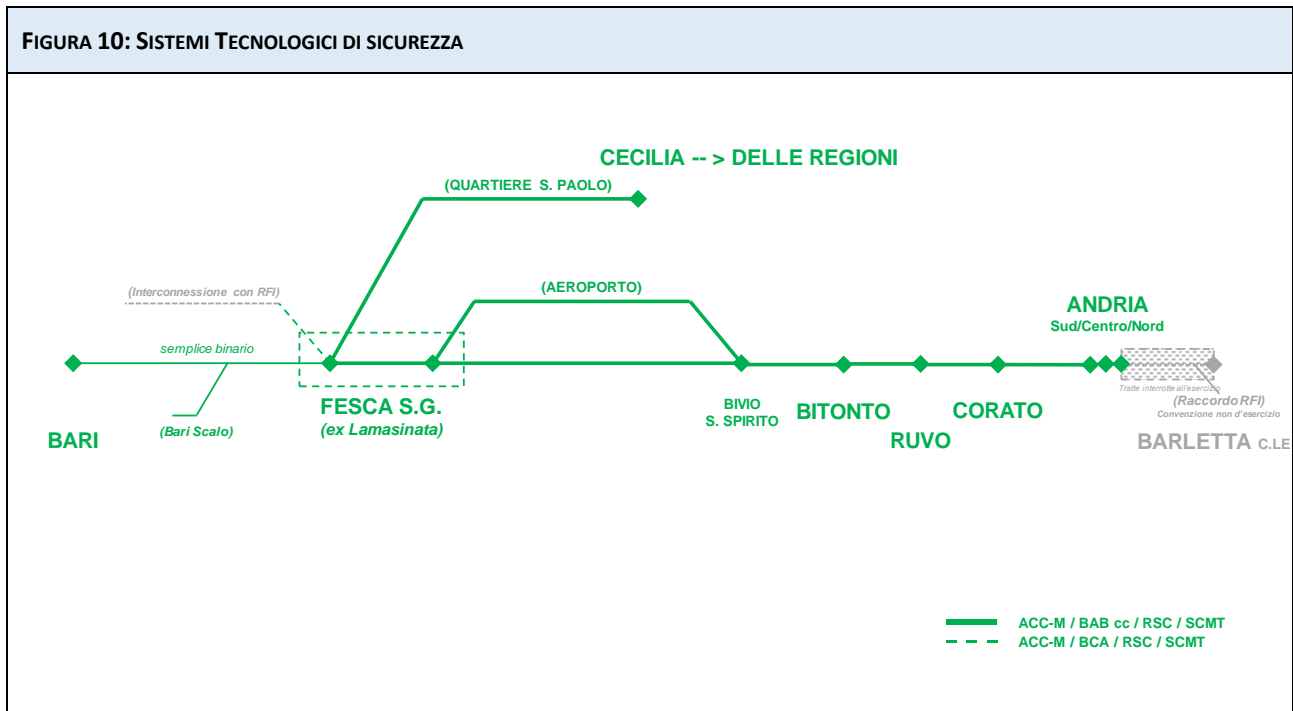 FIGURA 10: SISTEMI TECNOLOGICI DI SICUREZZA
CECILIA -- > DELLE REGIONI
(QUARTIERE S. PAOLO)
(Interconnessione con RFI)
(AEROPORTO)
ANDRIA
Sud/Centro/Nord
semplice binario
Tratte interrotte all'esercizio
(Raccordo RFI)
Convenzione non d'esercizio
FESCA S.G.
(ex Lamasinata)
BIVIO
S. SPIRITO
BITONTO
CORATO
(Bari Scalo)
BARI
RUVO
BARLETTA C.LE
ACC-M / BAB cc / RSC / SCMT
ACC-M / BCA / RSC / SCMT